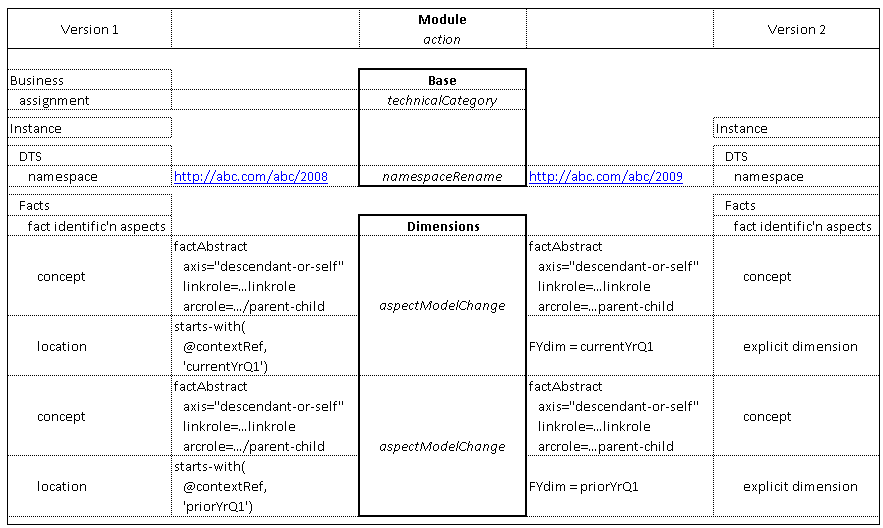 Version 1 Module Version 2
action
Business Base
assignment technicalCategory
Instance Instance
DTS DTS
namespace http://abc.com/abc/2008 namespaceRename http://abc.com/abc/2009 namespace
Facts Facts
fact identific'n aspects Dimensions fact identific'n aspects
factAbstract factAbstract
axis="descendant-or-self" axis="descendant-or-self"
concept concept
linkrole=...linkrole linkrole=...linkrole
arcrole=.../parent-child aspectModelChange arcrole=.../parent-child
starts-with(
location @contextRef, FYdim = currentYrQ1 explicit dimension
'currentYrQ1')
factAbstract factAbstract
axis="descendant-or-self" axis="descendant-or-self"
concept concept
linkrole=...linkrole linkrole=...linkrole
arcrole=.../parent-child aspectModelChange arcrole=...parent-child
starts-with(
location @contextRef, FYdim = priorYrQ1 explicit dimension
'priorYrQ1')